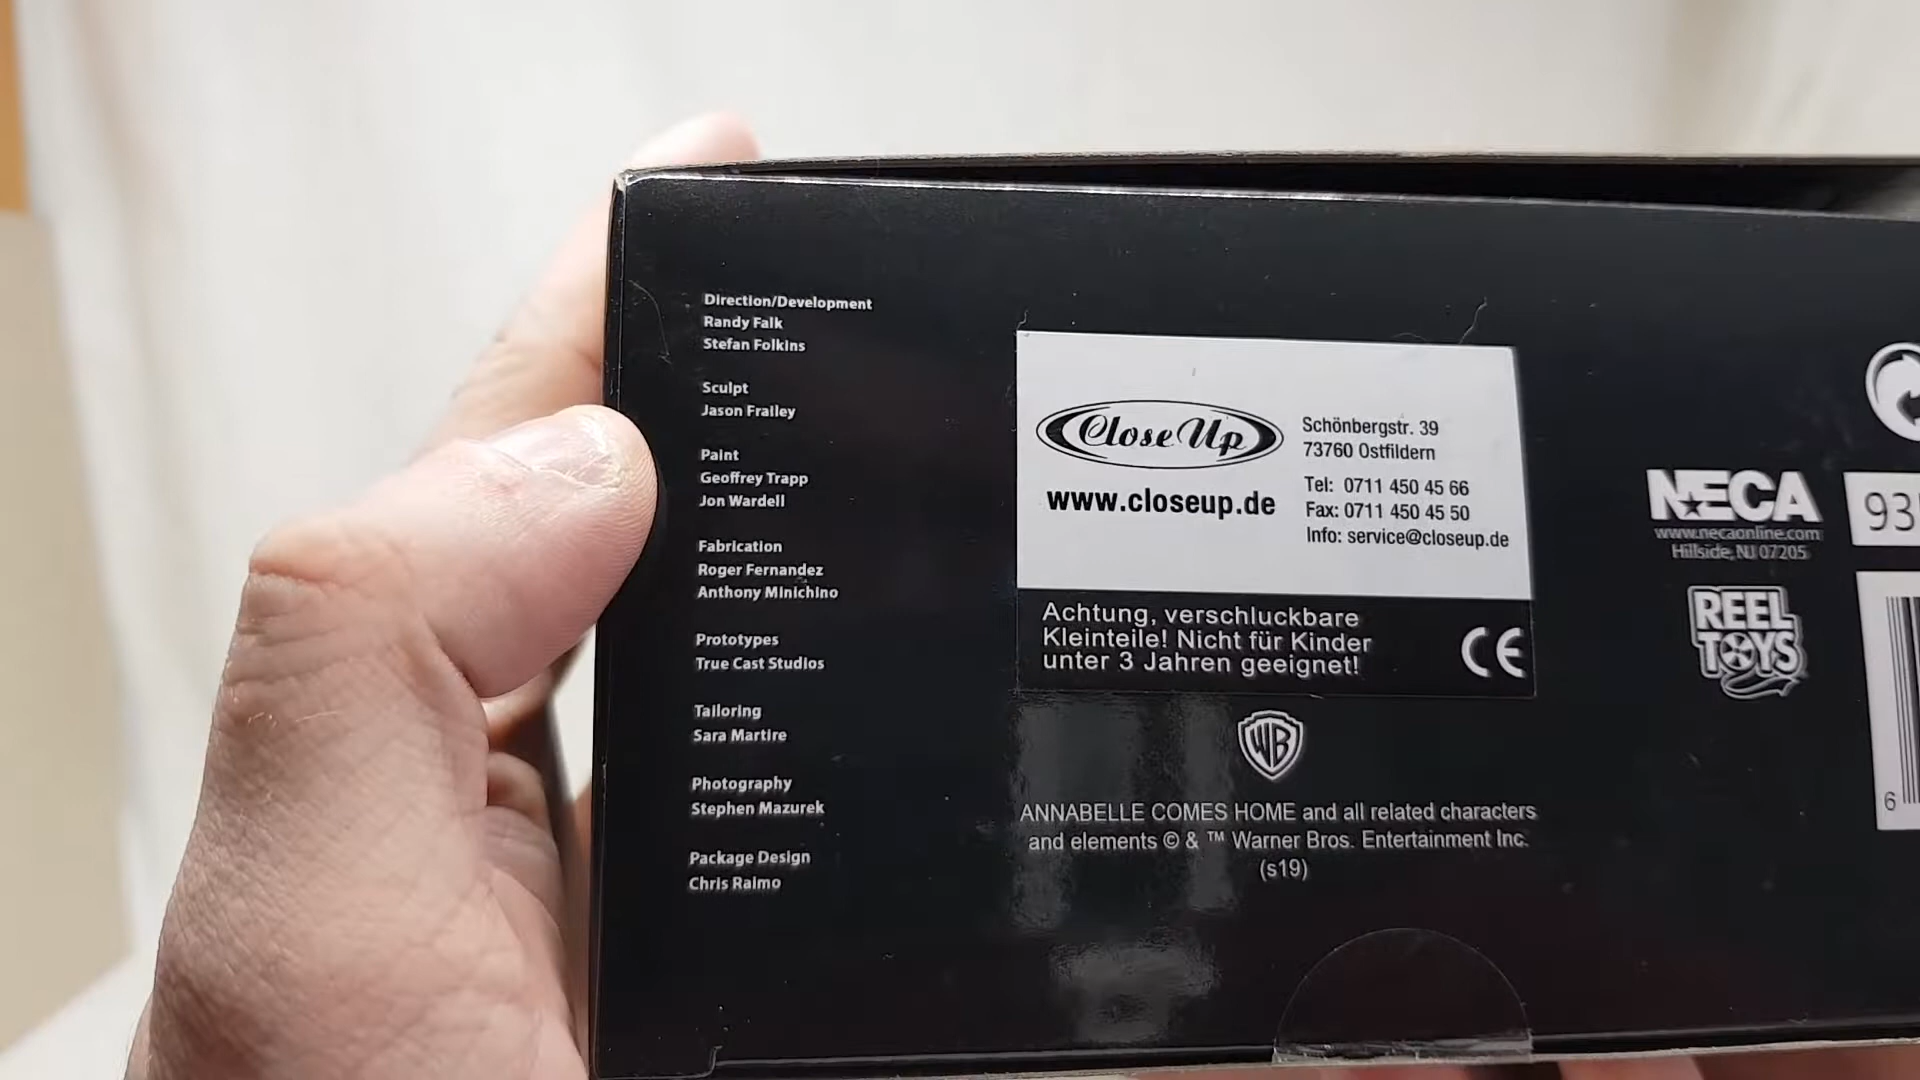 Direction/Development
Randy Falk
Stefan Folkins
Sculpt
Jason Frailey
Paint
Geoffrey Trapp
Jon Wardell
Fabrication
Roger Fernandez
Anthony Minichino
Prototypes
True Cast Studios
Tailoring
Sara Martire
Photography
Stephen Mazurek
Package Design
Chris Raimo
Close Up
www.closeup.de
Schönbergstr. 39
73760 Ostfildern
Tel: 0711 450 45 66
Fax: 0711 450 45 50
Info: service@closeup.de
Achtung, verschluckbare
Kleinteile! Nicht für Kinder
unter 3 Jahren geeignet!
CE
WB
ANNABELLE COMES HOME and all related characters
and elements © & ™ Warner Bros. Entertainment Inc.
(s19)
NECA
www.necaonline.com
Hillside, NJ 07205
REEL
TOYS
6